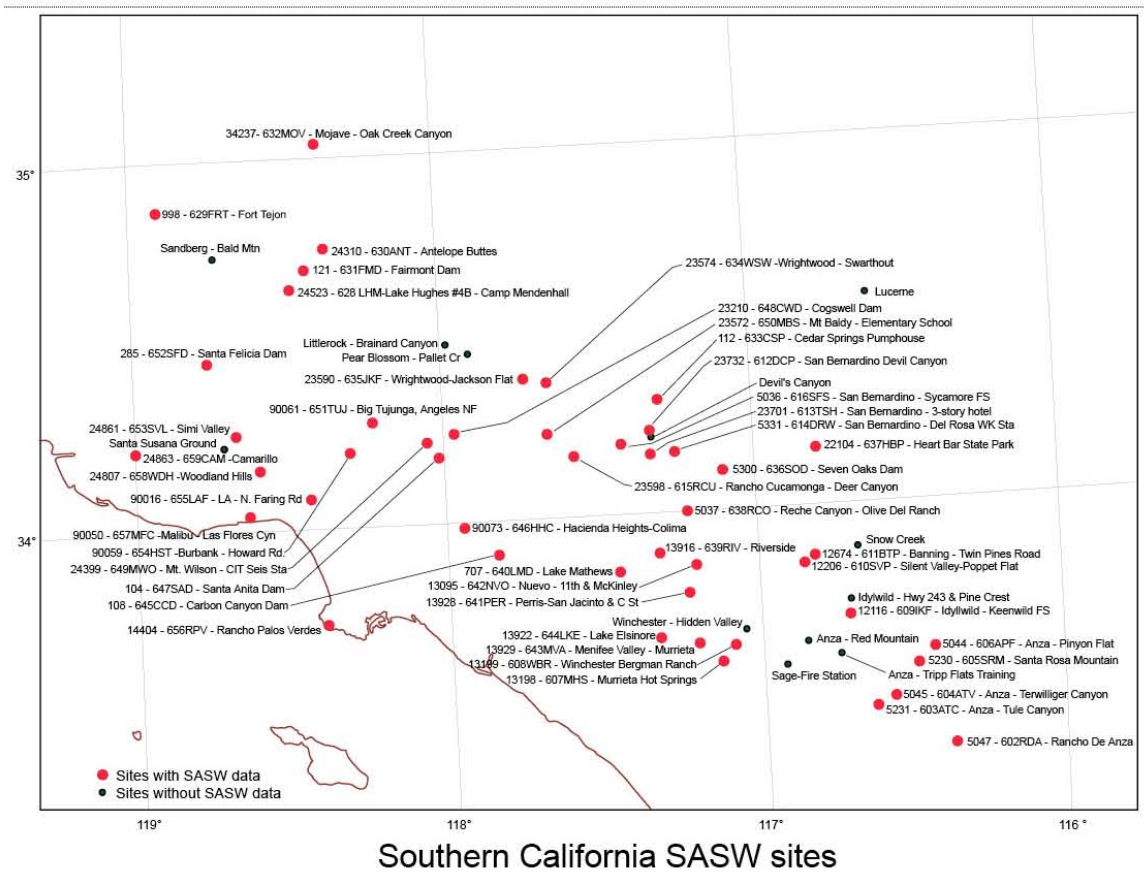 34237- 632MOV - Mojave - Oak Creek Canyon
35°
998 - 629FRT - Fort Tejon
Sandberg - Bald Mtn
24310 - 630ANT - Antelope Buttes
121 - 631FMD - Fairmont Dam
24523 - 628 LHM-Lake Hughes #4B - Camp Mendenhall
23574 - 634WSW -Wrightwood - Swarthout
Lucerne
23210 - 648CWD - Cogswell Dam
23572 - 650MBS - Mt Baldy - Elementary School
112 - 633CSP - Cedar Springs Pumphouse
23732 - 612DCP - San Bernardino Devil Canyon
Littlerock - Brainard Canyon
Pear Blossom - Pallet Cr
285 - 652SFD - Santa Felicia Dam
23590 - 635JKF - Wrightwood-Jackson Flat
Devil's Canyon
5036 - 616SFS - San Bernardino - Sycamore FS
23701 - 613TSH - San Bernardino - 3-story hotel
5331 - 614DRW - San Bernardino - Del Rosa WK Sta
90061 - 651TUJ - Big Tujunga, Angeles NF
24861 - 653SVL - Simi Valley
Santa Susana Ground
24863 - 659CAM -Camarillo
24807 - 658WDH -Woodland Hills
22104 - 637HBP - Heart Bar State Park
5300 - 636SOD - Seven Oaks Dam
23598 - 615RCU - Rancho Cucamonga - Deer Canyon
90016 - 655LAF - LA - N. Faring Rd
5037 - 638RCO - Reche Canyon - Olive Del Ranch
90073 - 646HHC - Hacienda Heights-Colima
34°
90050 - 657MFC -Malibu - Las Flores Cyn
90059 - 654HST -Burbank - Howard Rd.
24399 - 649MWO - Mt. Wilson - CIT Seis Sta
104 - 647SAD - Santa Anita Dam
108 - 645CCD - Carbon Canyon Dam
14404 - 656RPV - Rancho Palos Verdes
13916 - 639RIV - Riverside
707 - 640LMD - Lake Mathews
13095 - 642NVO - Nuevo - 11th & McKinley
13928 - 641PER - Perris-San Jacinto & C St
Snow Creek
12674 - 611BTP - Banning - Twin Pines Road
12206 - 610SVP - Silent Valley-Poppet Flat
Idylwild - Hwy 243 & Pine Crest
12116 - 609IKF - Idyllwild - Keenwild FS
Winchester - Hidden Valley
13922 - 644LKE - Lake Elsinore
13929 - 643MVA - Menifee Valley - Murrieta
13199 - 608WBR - Winchester Bergman Ranch
13198 - 607MHS - Murrieta Hot Springs
Anza - Red Mountain
5044 - 606APF - Anza - Pinyon Flat
5230 - 605SRM - Santa Rosa Mountain
Anza - Tripp Flats Training
Sage-Fire Station
5045 - 604ATV - Anza - Terwilliger Canyon
5231 - 603ATC - Anza - Tule Canyon
5047 - 602RDA - Rancho De Anza
Sites with SASW data
Sites without SASW data
119°
118°
117°
116 °
Southern California SASW sites